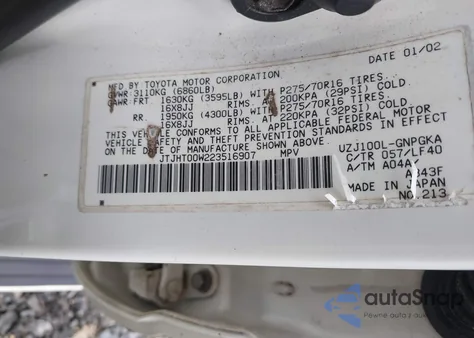 DATE 01/02
MFD BY TOYOTA MOTOR CORPORATION
GVWR 3110KG (6860LB)
GAWR: FRT 1630KG (3595LB) WITH P275/70R16 TIRES,
16X8JJ RIMS, AT 200KPA (29PSI) COLD
RR 1950KG (4300LB) WITH P275/70R16 TIRES,
16X8JJ RIMS, AT 220KPA (32PSI) COLD
THIS VEHICLE CONFORMS TO ALL APPLICABLE FEDERAL MOTOR
VEHICLE SAFETY AND THEFT PREVENTION STANDARDS IN EFFECT
ON THE DATE OF MANUFACTURE SHOWN ABOVE.
JTJHT00W223516907 MPV
UZJ100L-GNPGKA
C/TR 057/LF40
A/TM A04A/
A343F
MADE IN JAPAN
NO.213
autoSnap